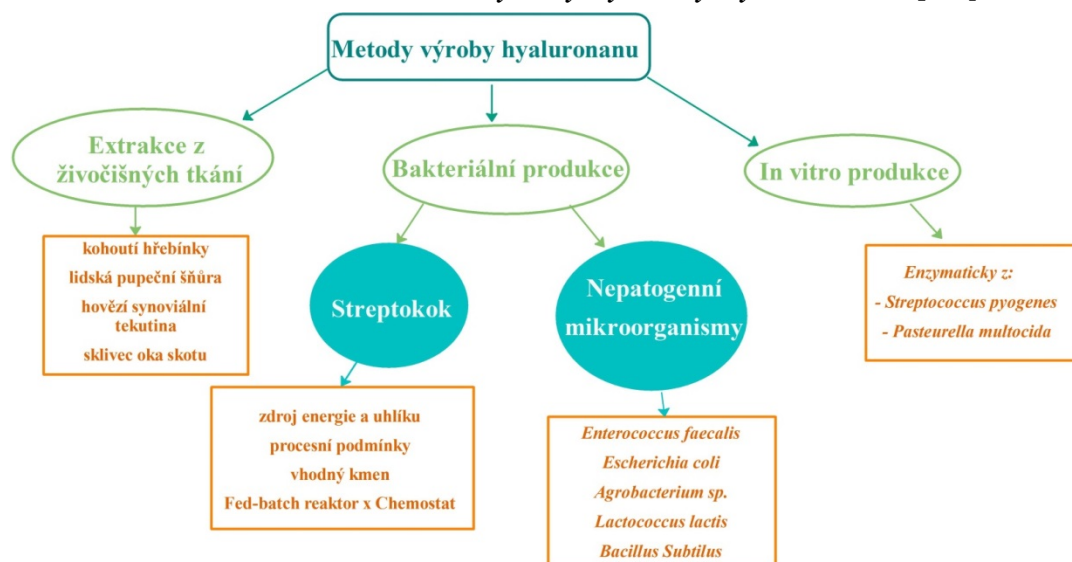 Metody výroby hyaluronanu
Extrakce z
živočišných tkání
Bakteriální produkce
In vitro produkce
kohoutí hřebínky
lidská pupeční šňůra
hovězí synoviální
tekutina
sklivec oka skotu
Streptokok
Nepatogenní
mikroorganismy
Enzymaticky z:
- Streptococcus pyogenes
- Pasteurella multocida
zdroj energie a uhlíku
procesní podmínky
vhodný kmen
Fed-batch reaktor x Chemostat
Enterococcus faecalis
Escherichia coli
Agrobacterium sp.
Lactococcus lactis
Bacillus Subtilus